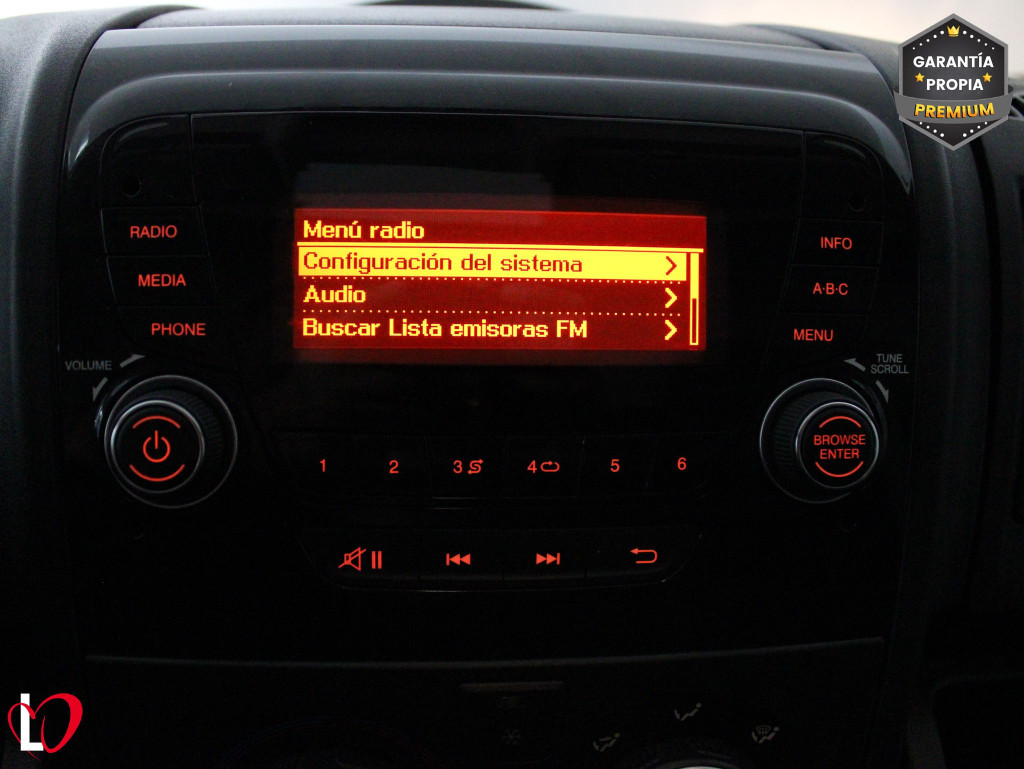 GARANTÍA
PROPIA
PREMIUM
RADIO
MEDIA
PHONE
VOLUME
Menú radio
Configuración del sistema
Audio
Buscar Lista emisoras FM
INFO
A·B·C
MENU
TUNE
SCROLL
BROWSE
ENTER
1 2 3 4 5 6
L